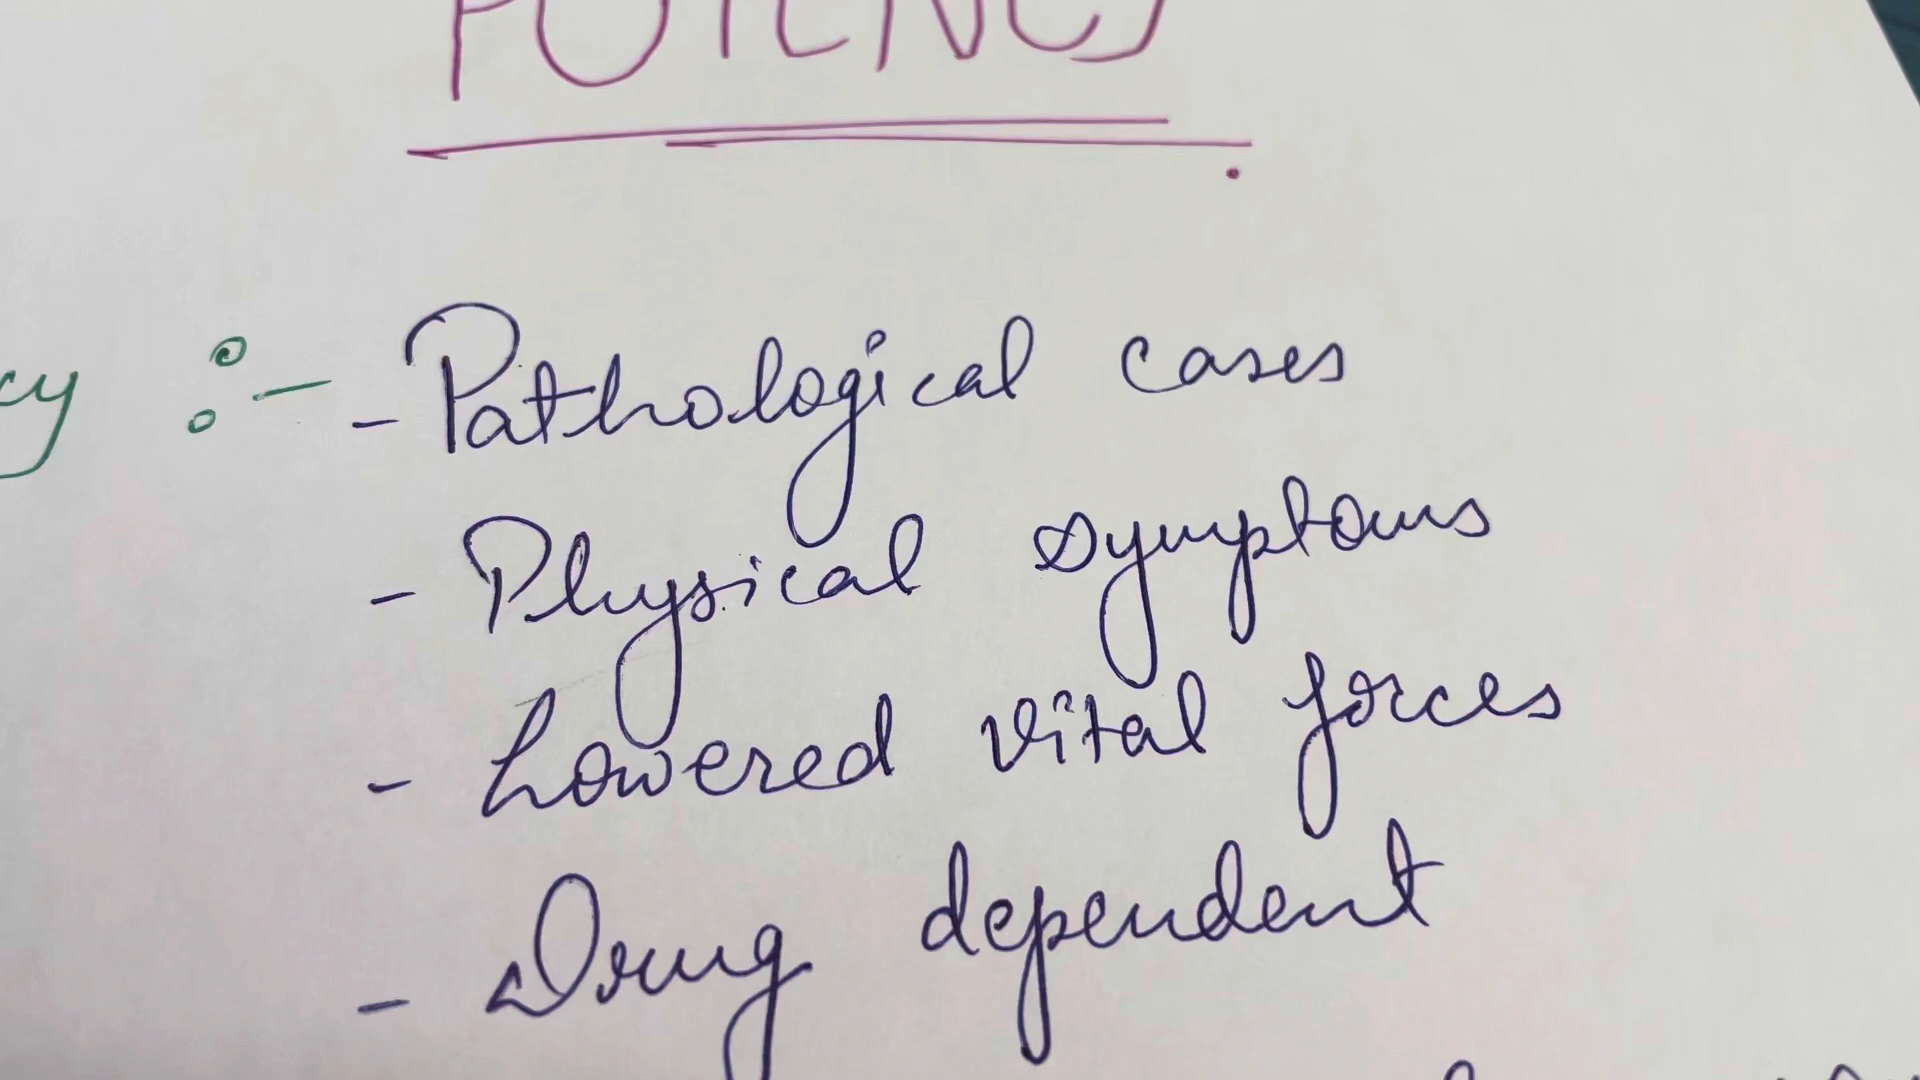 POTENCY
cy :- - Pathological cases
- Physical symptoms
- Lowered vital forces
- Drug dependent